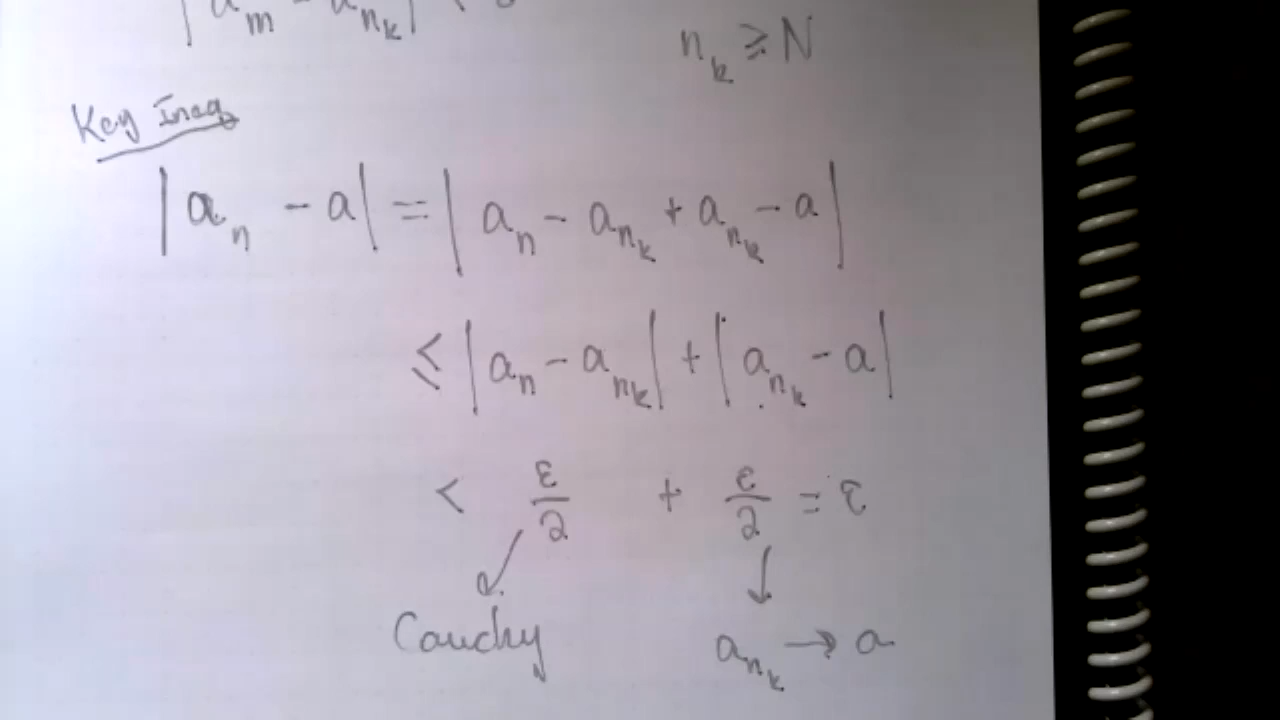 |a_m - a_{n_k}| <
n_k ≥ N
Key Ineq
|a_n - a| = |a_n - a_{n_k} + a_{n_k} - a|
≤ |a_n - a_{n_k}| + |a_{n_k} - a|
< ε/2 + ε/2 = ε
Cauchy a_{n_k} → a